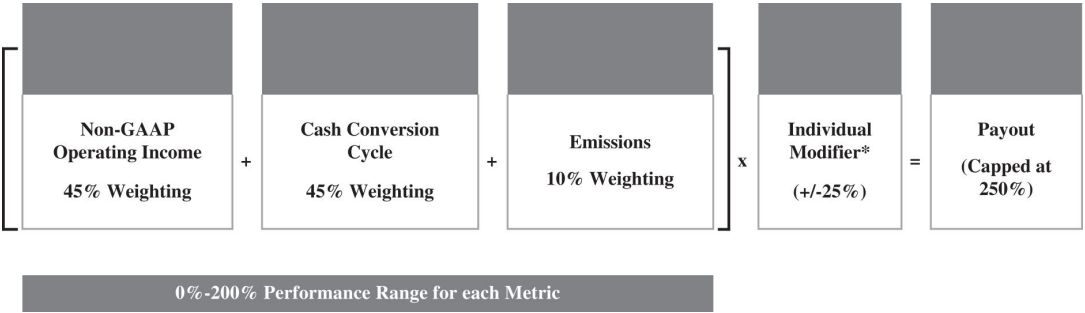 Non-GAAP
Operating Income
45% Weighting
+
Cash Conversion
Cycle
45% Weighting
+
Emissions
10% Weighting
x
Individual
Modifier*
(+/-25%)
=
Payout
(Capped at
250%)
0%-200% Performance Range for each Metric